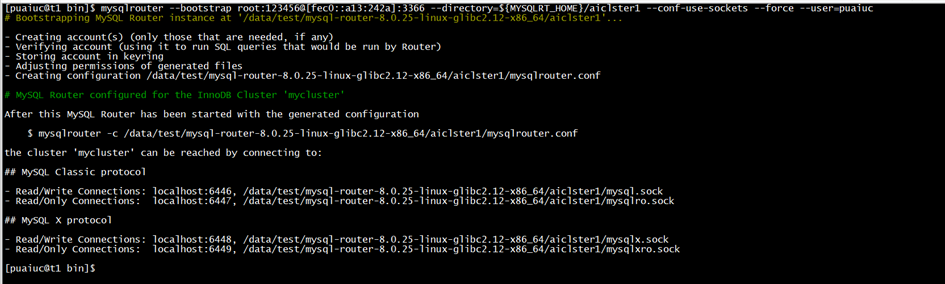 [puaiuc@t1 bin]$ mysqlrouter --bootstrap root:123456@[fec0::a13:242a]:3366 --directory=${MYSQLRT_HOME}/aiclster1 --conf-use-sockets --force --user=puaiuc
# Bootstrapping MySQL Router instance at '/data/test/mysql-router-8.0.25-linux-glibc2.12-x86_64/aiclster1'...
- Creating account(s) (only those that are needed, if any)
- Verifying account (using it to run SQL queries that would be run by Router)
- Storing account in keyring
- Adjusting permissions of generated files
- Creating configuration /data/test/mysql-router-8.0.25-linux-glibc2.12-x86_64/aiclster1/mysqlrouter.conf
# MySQL Router configured for the InnoDB Cluster 'mycluster'
After this MySQL Router has been started with the generated configuration
$ mysqlrouter -c /data/test/mysql-router-8.0.25-linux-glibc2.12-x86_64/aiclster1/mysqlrouter.conf
the cluster 'mycluster' can be reached by connecting to:
## MySQL Classic protocol
- Read/Write Connections: localhost:6446, /data/test/mysql-router-8.0.25-linux-glibc2.12-x86_64/aiclster1/mysql.sock
- Read/Only Connections:  localhost:6447, /data/test/mysql-router-8.0.25-linux-glibc2.12-x86_64/aiclster1/mysqlro.sock
## MySQL X protocol
- Read/Write Connections: localhost:6448, /data/test/mysql-router-8.0.25-linux-glibc2.12-x86_64/aiclster1/mysqlx.sock
- Read/Only Connections:  localhost:6449, /data/test/mysql-router-8.0.25-linux-glibc2.12-x86_64/aiclster1/mysqlxro.sock
[puaiuc@t1 bin]$